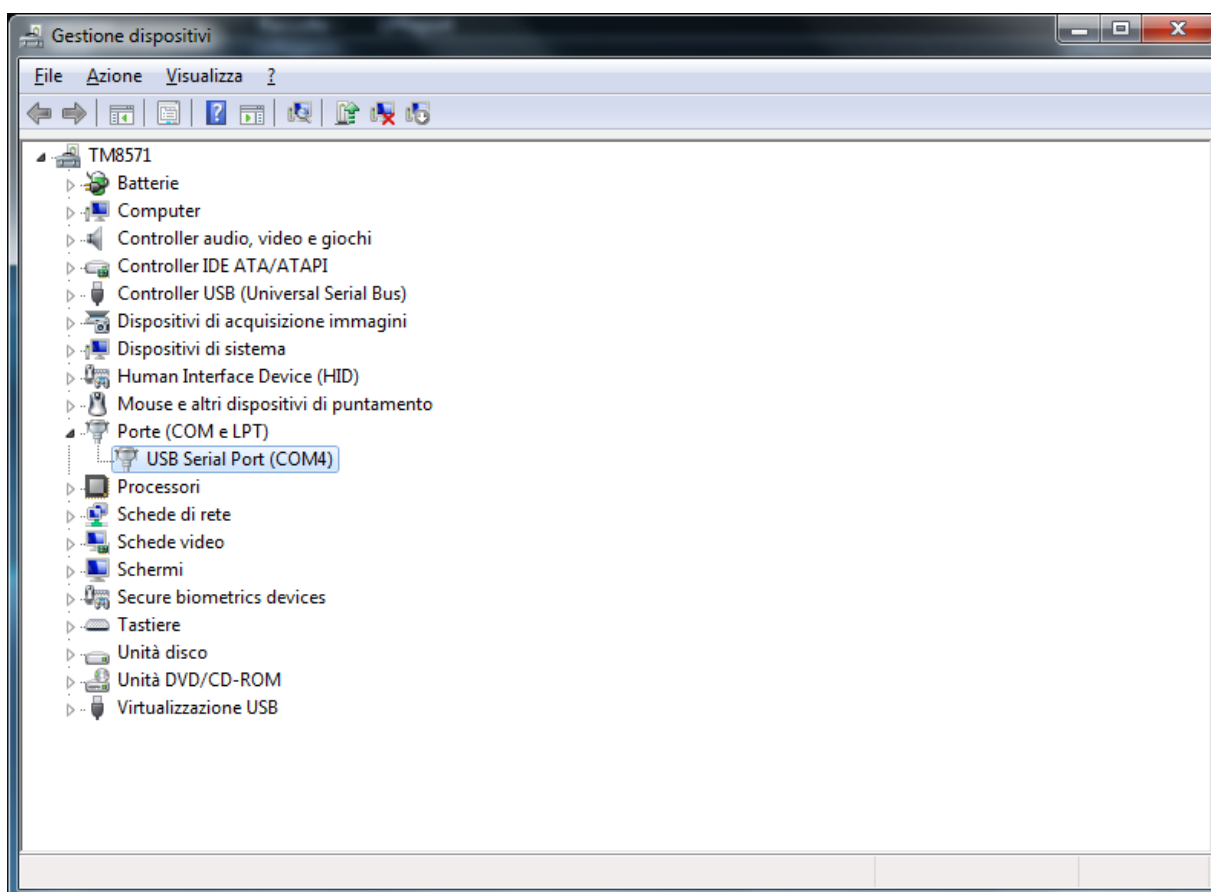 Gestione dispositivi
File Azione Visualizza ?
TM8571
Batterie
Computer
Controller audio, video e giochi
Controller IDE ATA/ATAPI
Controller USB (Universal Serial Bus)
Dispositivi di acquisizione immagini
Dispositivi di sistema
Human Interface Device (HID)
Mouse e altri dispositivi di puntamento
Porte (COM e LPT)
USB Serial Port (COM4)
Processori
Schede di rete
Schede video
Schermi
Secure biometrics devices
Tastiere
Unità disco
Unità DVD/CD-ROM
Virtualizzazione USB